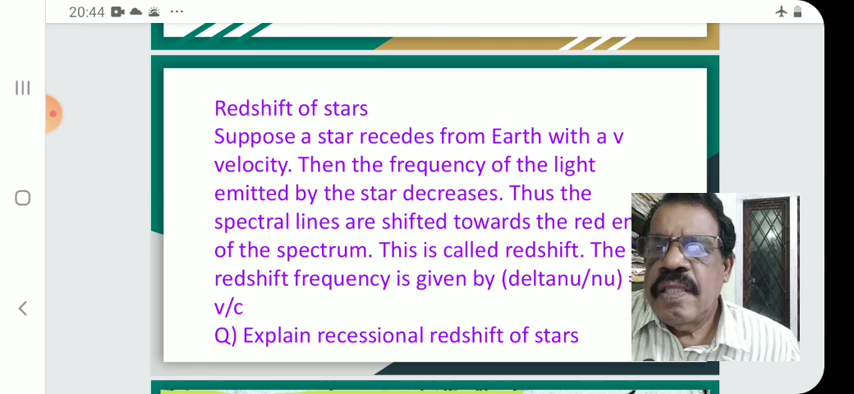 20:44
Redshift of stars
Suppose a star recedes from Earth with a v
velocity. Then the frequency of the light
emitted by the star decreases. Thus the
spectral lines are shifted towards the red
of the spectrum. This is called redshift. The
redshift frequency is given by (deltanu/nu)
v/c
Q) Explain recessional redshift of stars